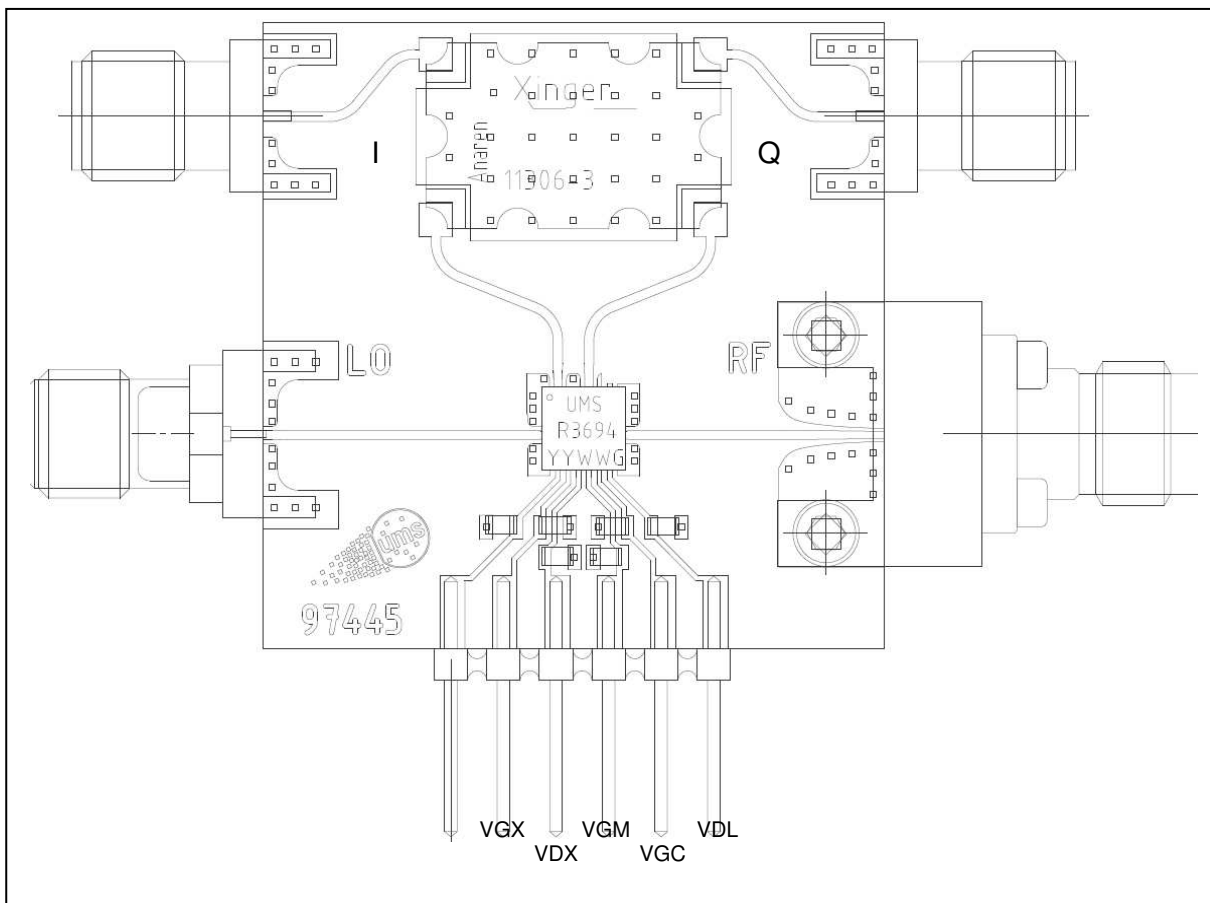 Xinger
I
Anaren
Q
11306-3
LO
RF
UMS
R3694
YYWWG
ums
97445
VGX
VGM
VDL
VDX
VGC